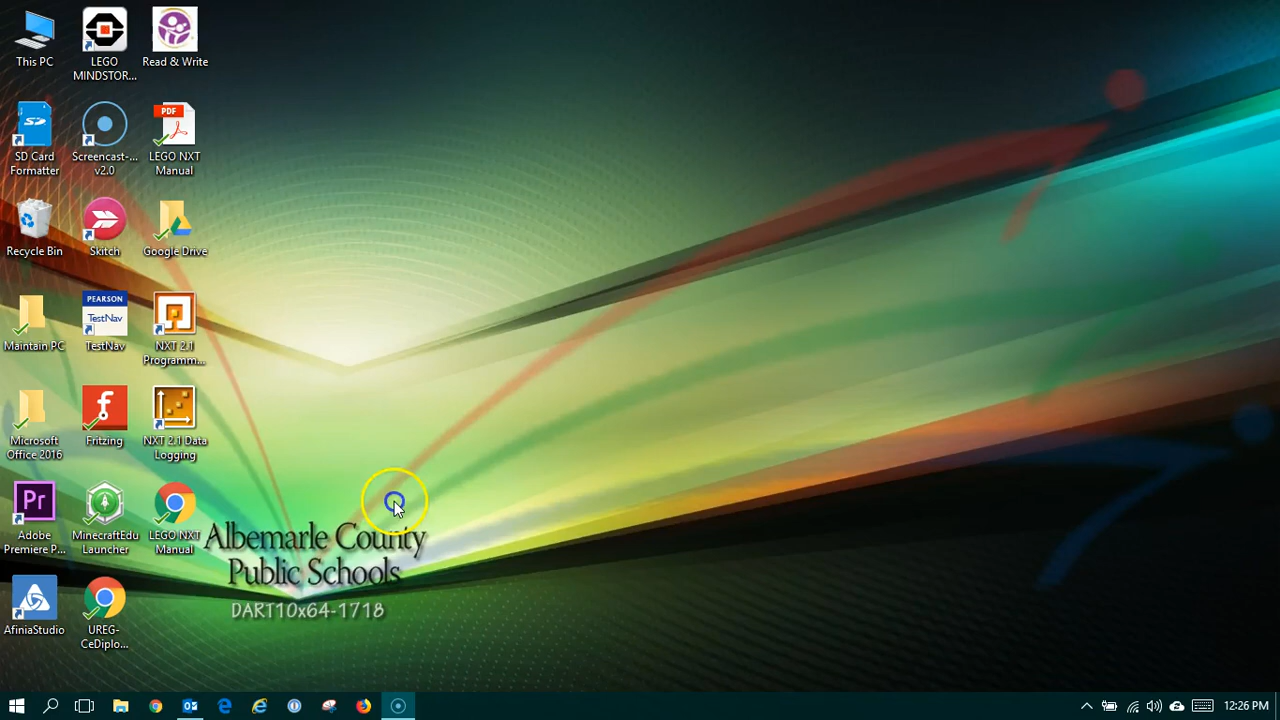 This PC
LEGO
MINDSTOR...
Read & Write
SD
SD Card
Formatter
Screencast-...
v2.0
PDF
LEGO NXT
Manual
Recycle Bin
Skitch
Google Drive
Maintain PC
PEARSON
TestNav
TestNav
NXT 2.1
Programm...
Microsoft
Office 2016
f
Fritzing
NXT 2.1 Data
Logging
Pr
Adobe
Premiere P...
MinecraftEdu
Launcher
LEGO NXT
Manual
AfiniaStudio
UREG-
CeDiplo...
Albemarle County
Public Schools
DART10x64-1718
12:26 PM